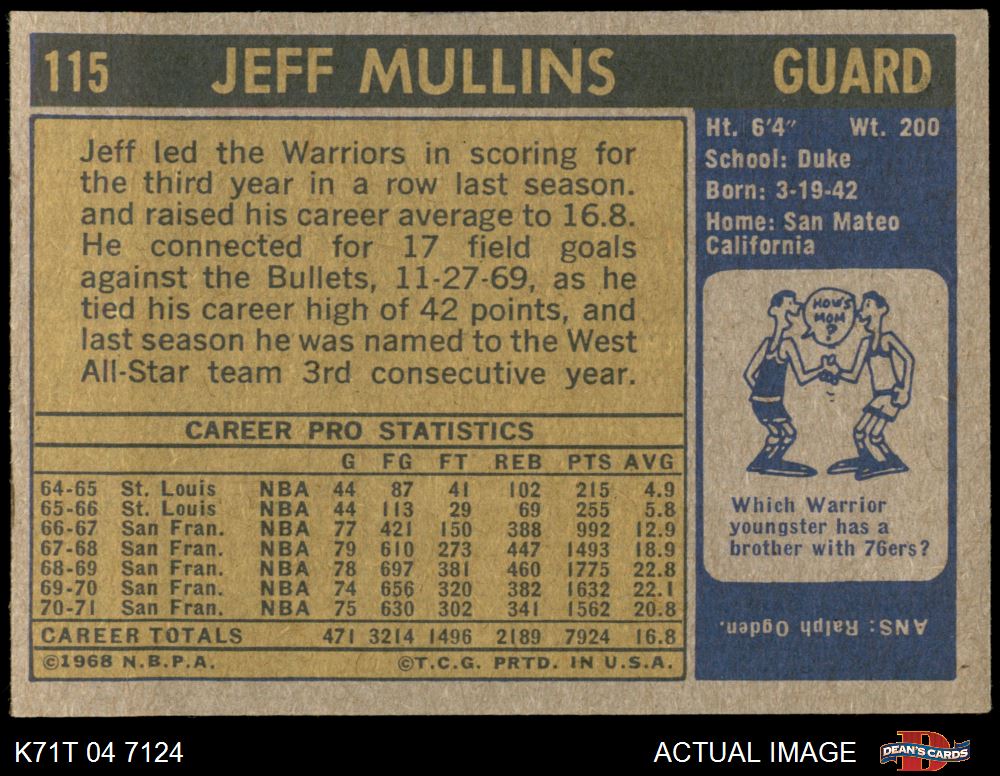 115 JEFF MULLINS GUARD
Jeff led the Warriors in scoring for
the third year in a row last season.
and raised his career average to 16.8.
He connected for 17 field goals
against the Bullets, 11-27-69, as he
tied his career high of 42 points, and
last season he was named to the West
All-Star team 3rd consecutive year.
Ht. 6'4" Wt. 200
School: Duke
Born: 3-19-42
Home: San Mateo
California
HOW'S
MOM
?
Which Warrior
youngster has a
brother with 76ers?
ANS: Ralph Ogden.
CAREER PRO STATISTICS
G FG FT REB PTS AVG
64-65 St. Louis NBA 44 87 41 102 215 4.9
65-66 St. Louis NBA 44 113 29 69 255 5.8
66-67 San Fran. NBA 77 421 150 388 992 12.9
67-68 San Fran. NBA 79 610 273 447 1493 18.9
68-69 San Fran. NBA 78 697 381 460 1775 22.8
69-70 San Fran. NBA 74 656 320 382 1632 22.1
70-71 San Fran. NBA 75 630 302 341 1562 20.8
CAREER TOTALS 471 3214 1496 2189 7924 16.8
©1968 N.B.P.A. ©T.C.G. PRTD. IN U.S.A.
K71T 04 7124 ACTUAL IMAGE DEAN'S CARDS